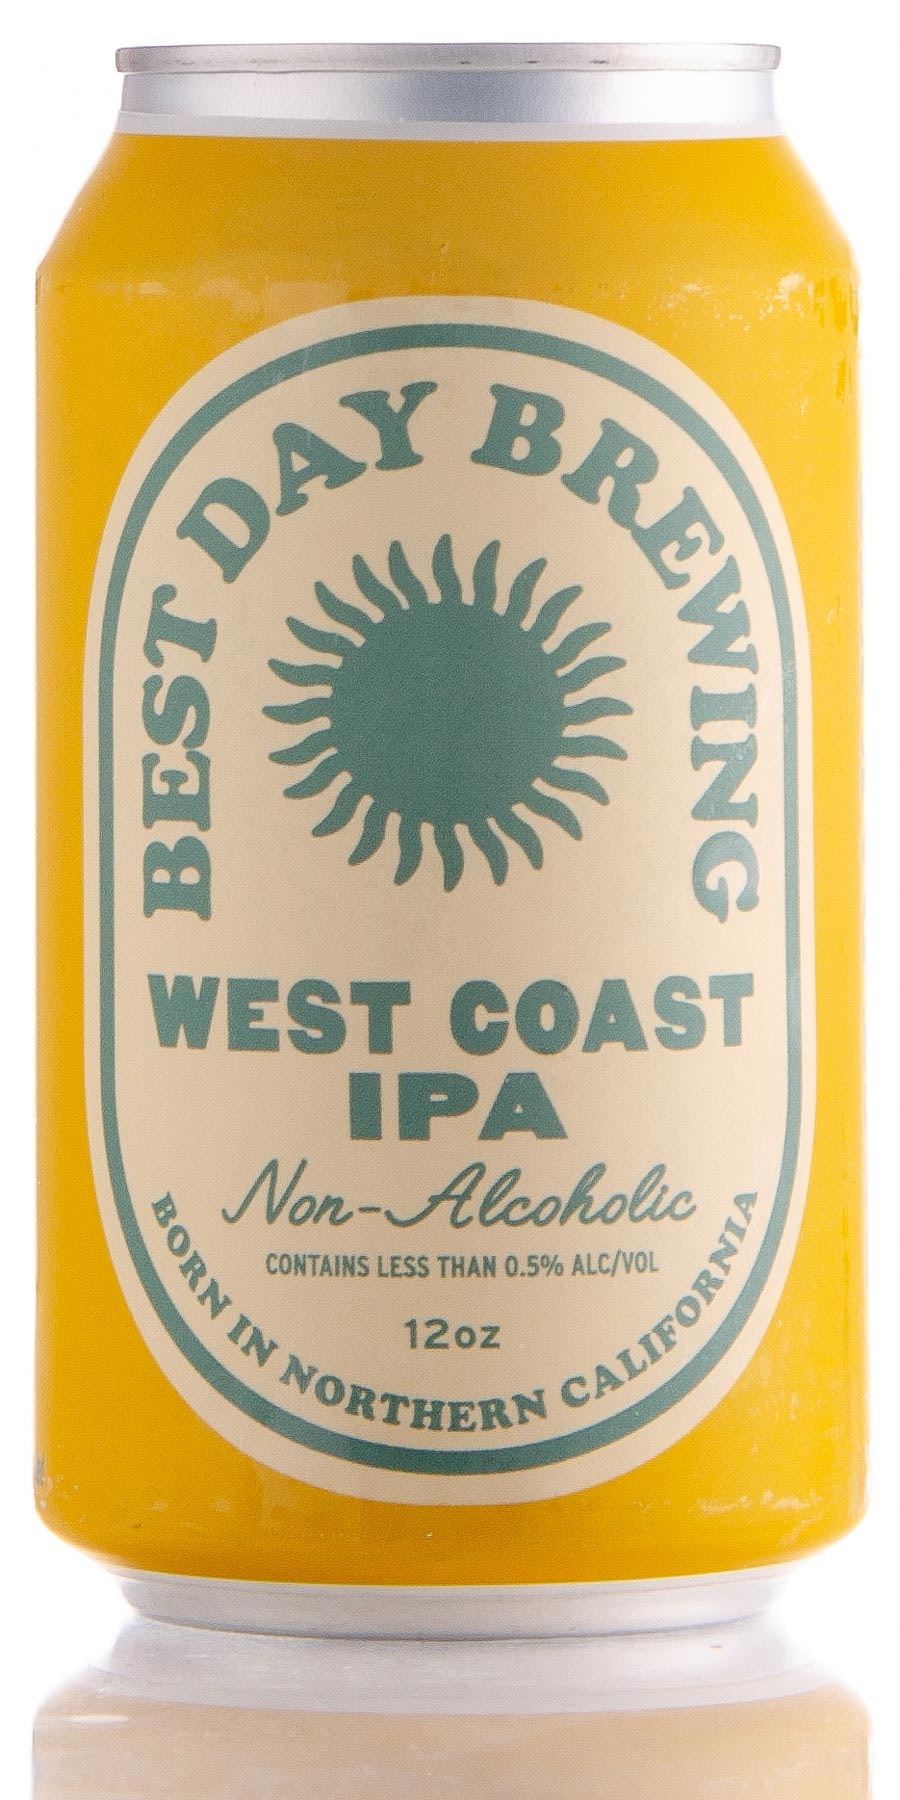 BEST DAY BREWING
WEST COAST
IPA
Non-Alcoholic
CONTAINS LESS THAN 0.5% ALC/VOL
12oz
BORN IN NORTHERN CALIFORNIA